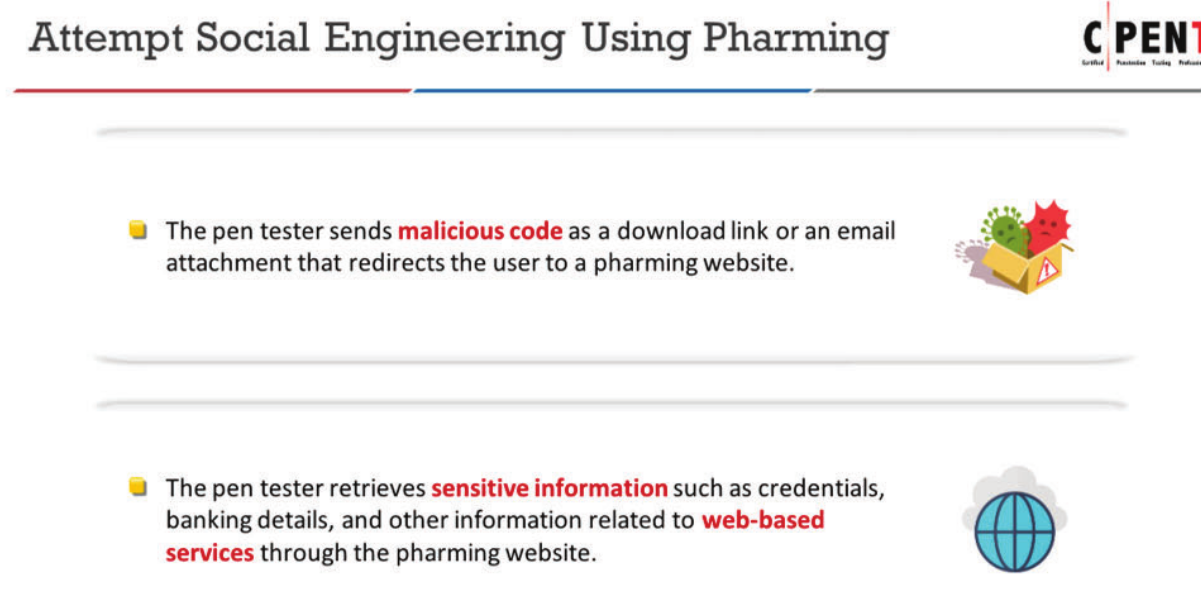 Attempt Social Engineering Using Pharming
C|PENT
Certified Penetration Testing Professional
The pen tester sends malicious code as a download link or an email
attachment that redirects the user to a pharming website.
The pen tester retrieves sensitive information such as credentials,
banking details, and other information related to web-based
services through the pharming website.